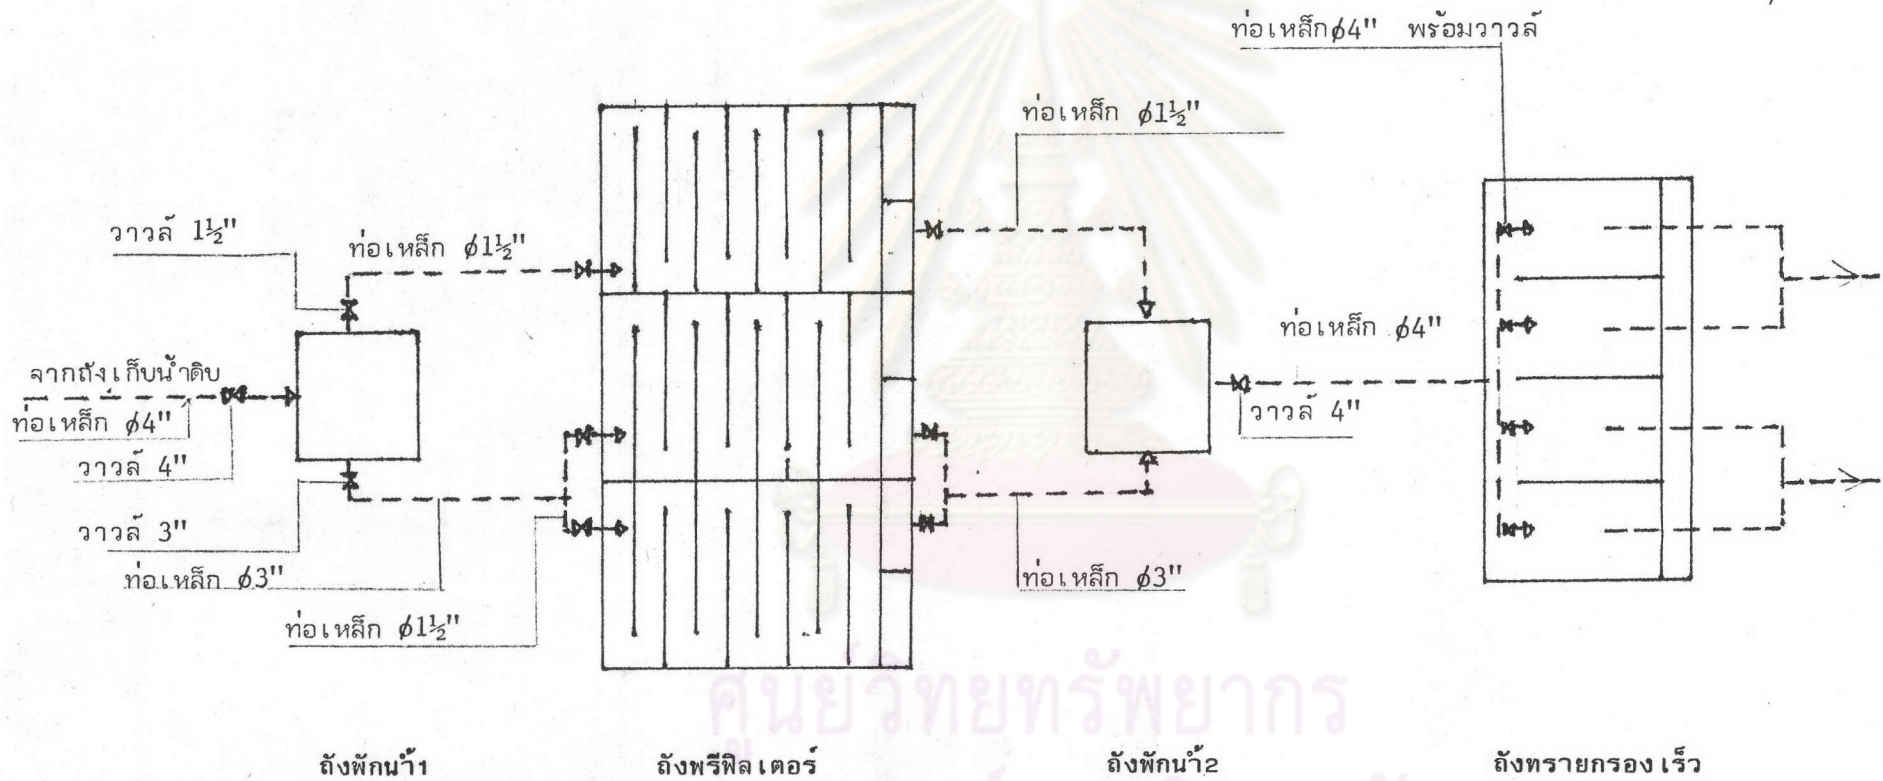 ท่อเหล็กφ4" พร้อมวาวล์
ท่อเหล็ก φ1½"
วาวล์ 1½"
ท่อเหล็ก φ1½"
ท่อเหล็ก φ4"
จากถังเก็บน้ำดิบ
ท่อเหล็ก φ4"
วาวล์ 4"
วาวล์ 4"
วาวล์ 3"
ท่อเหล็ก φ3"
ท่อเหล็ก φ3"
ท่อเหล็ก φ1½"
ศูนย์วิทยทรัพยากร
ถังพักน้ำ1
ถังพรีฟิลเตอร์
ถังพักน้ำ2
ถังทรายกรองเร็ว